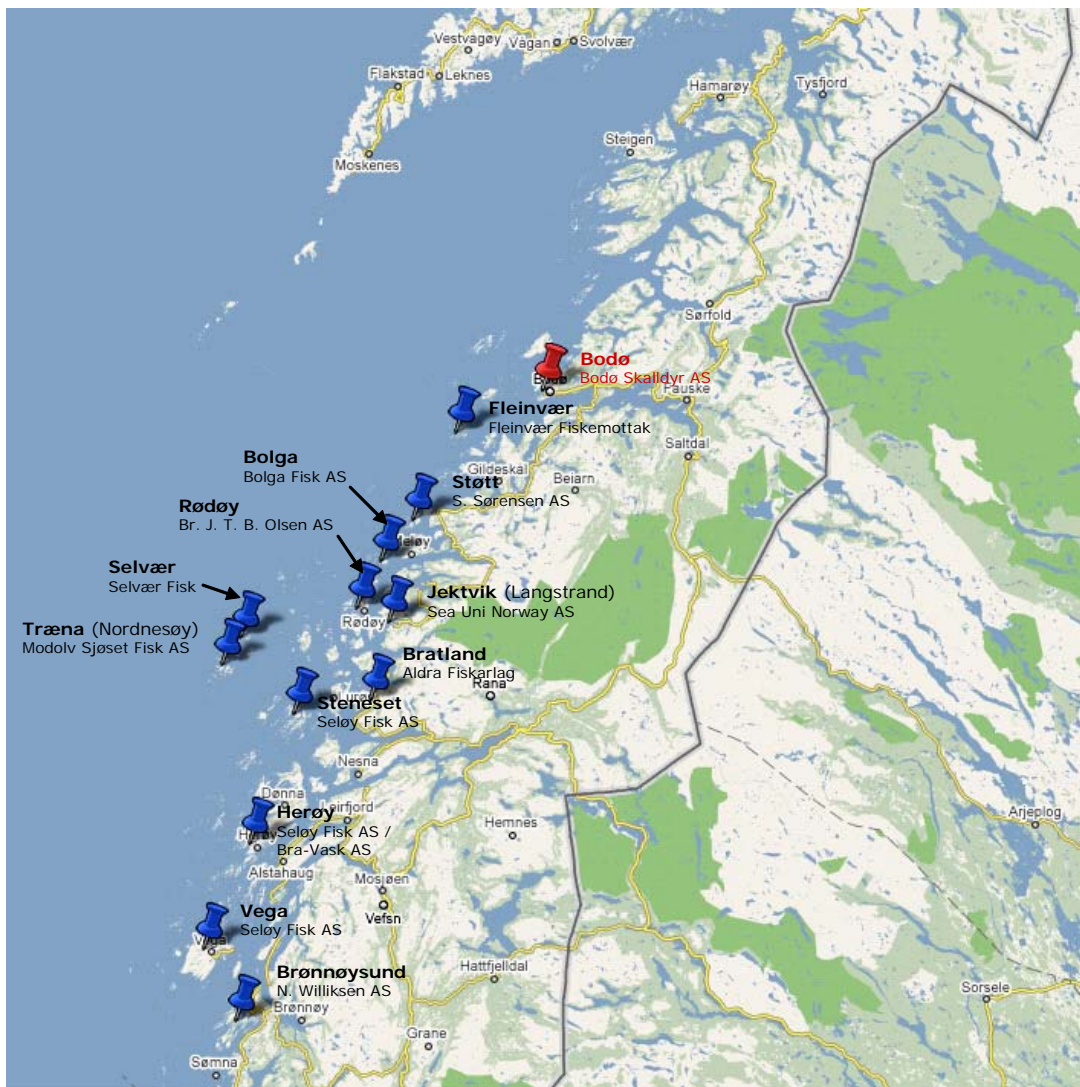 Vestvagøy
Vågan
Svolvær
Flakstad
Leknes
Hamarøy
Tysfjord
Steigen
Moskenes
Sørfold
Bodø
Bodø Skalldyr AS
Fauske
Fleinvær
Fleinvær Fiskemottak
Saltdal
Bolga
Bolga Fisk AS
Gildeskal
Beiarn
Støtt
S. Sørensen AS
Rødøy
Br. J. T. B. Olsen AS
Meløy
Selvær
Selvær Fisk
Jektvik (Langstrand)
Sea Uni Norway AS
Rødøy
Træna (Nordnesøy)
Modolv Sjøset Fisk AS
Bratland
Aldra Fiskarlag
Rana
Lurøy
Steneset
Seløy Fisk AS
Nesna
Dønna
Leirfjord
Herøy
Seløy Fisk AS /
Bra-Vask AS
Herøy
Hemnes
Arjeplog
Alstahaug
Mosjøen
Vefsn
Vega
Seløy Fisk AS
Vega
Hattfjelldal
Brønnøysund
N. Williksen AS
Brønnøy
Sorsele
Grane
Sømna